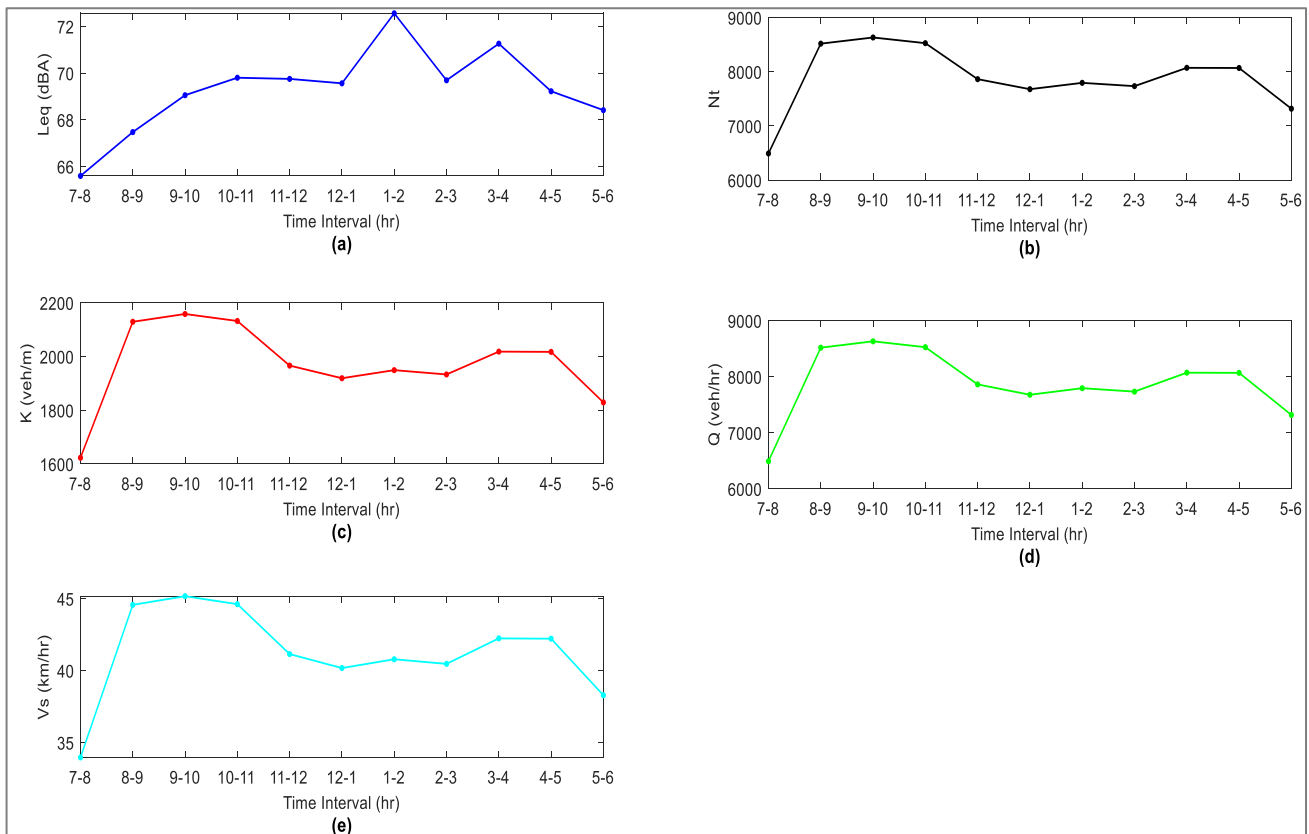 72
70
68
66
Leq (dBA)
7-8 8-9 9-10 10-11 11-12 12-1 1-2 2-3 3-4 4-5 5-6
Time Interval (hr)
(a)
9000
8000
7000
6000
Nt
7-8 8-9 9-10 10-11 11-12 12-1 1-2 2-3 3-4 4-5 5-6
Time Interval (hr)
(b)
2200
2000
1800
1600
K (veh/m)
7-8 8-9 9-10 10-11 11-12 12-1 1-2 2-3 3-4 4-5 5-6
Time Interval (hr)
(c)
9000
8000
7000
6000
Q (veh/hr)
7-8 8-9 9-10 10-11 11-12 12-1 1-2 2-3 3-4 4-5 5-6
Time Interval (hr)
(d)
45
40
35
Vs (km/hr)
7-8 8-9 9-10 10-11 11-12 12-1 1-2 2-3 3-4 4-5 5-6
Time Interval (hr)
(e)